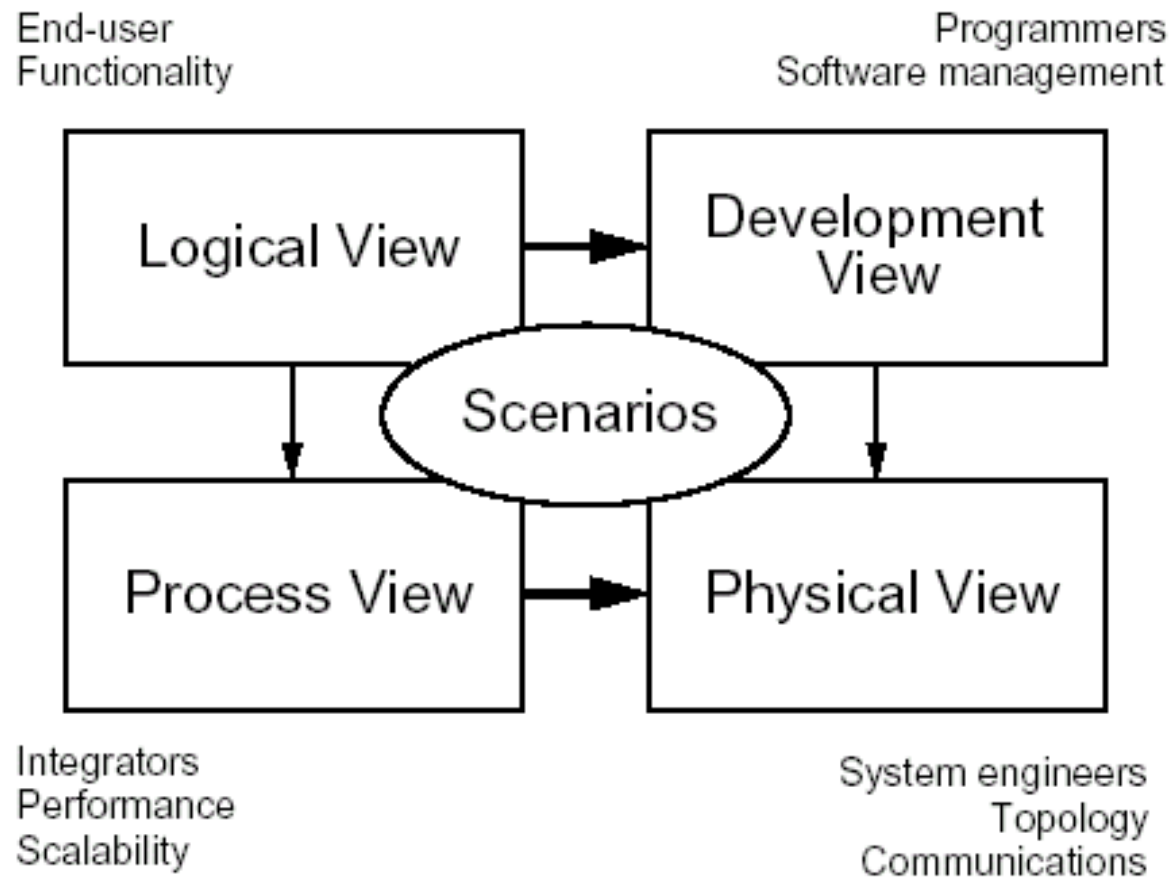 End-user
Functionality
Programmers
Software management
Logical View
Development
View
Scenarios
Process View
Physical View
Integrators
Performance
Scalability
System engineers
Topology
Communications